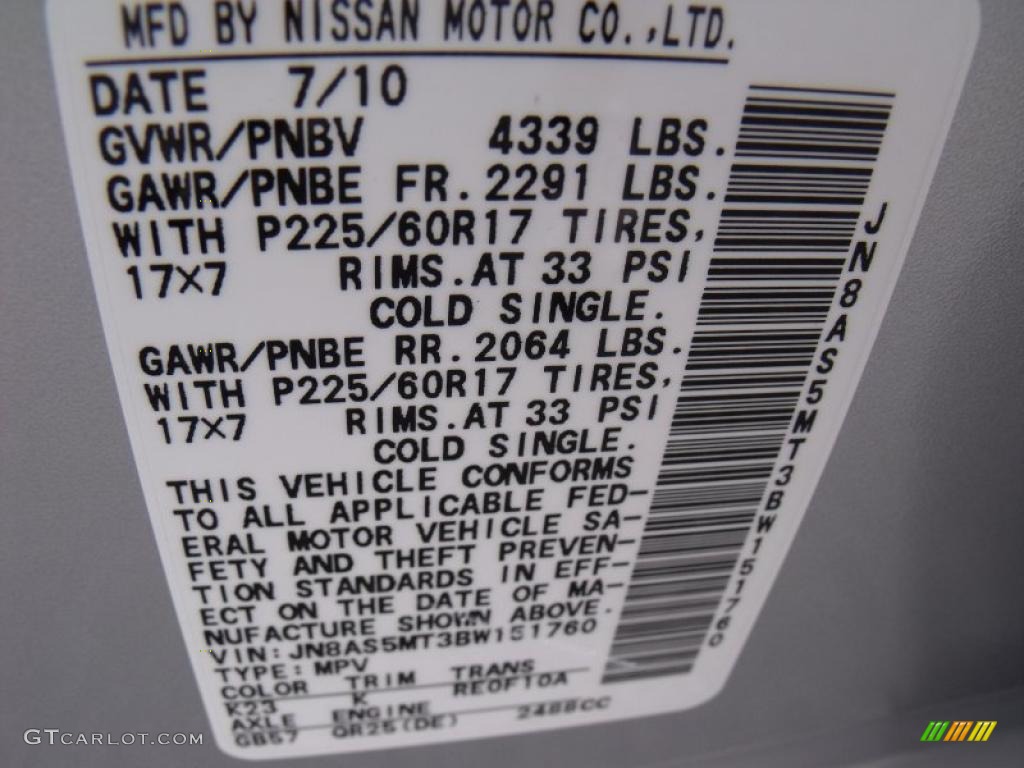 MFD BY NISSAN MOTOR CO.,LTD.
DATE 7/10
GVWR/PNBV 4339 LBS.
GAWR/PNBE FR. 2291 LBS.
WITH P225/60R17 TIRES,
17X7 RIMS. AT 33 PSI
COLD SINGLE.
GAWR/PNBE RR. 2064 LBS.
WITH P225/60R17 TIRES,
17X7 RIMS. AT 33 PSI
COLD SINGLE.
THIS VEHICLE CONFORMS
TO ALL APPLICABLE FED-
ERAL MOTOR VEHICLE SA-
FETY AND THEFT PREVEN-
TION STANDARDS IN EFF-
ECT ON THE DATE OF MA-
NUFACTURE SHOWN ABOVE.
VIN: JN8AS5MT3BW151760
TYPE: MPV
COLOR TRIM TRANS
K23 K RE0F10A
AXLE ENGINE
GB57 QR25(DE) 2488CC
JN8AS5MT3BW151760
GTCarLot.com